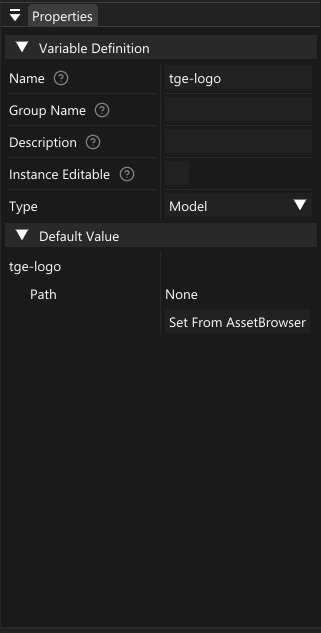 Properties
Variable Definition
Name ? tge-logo
Group Name ?
Description ?
Instance Editable ?
Type Model
Default Value
tge-logo
Path None
Set From AssetBrowser